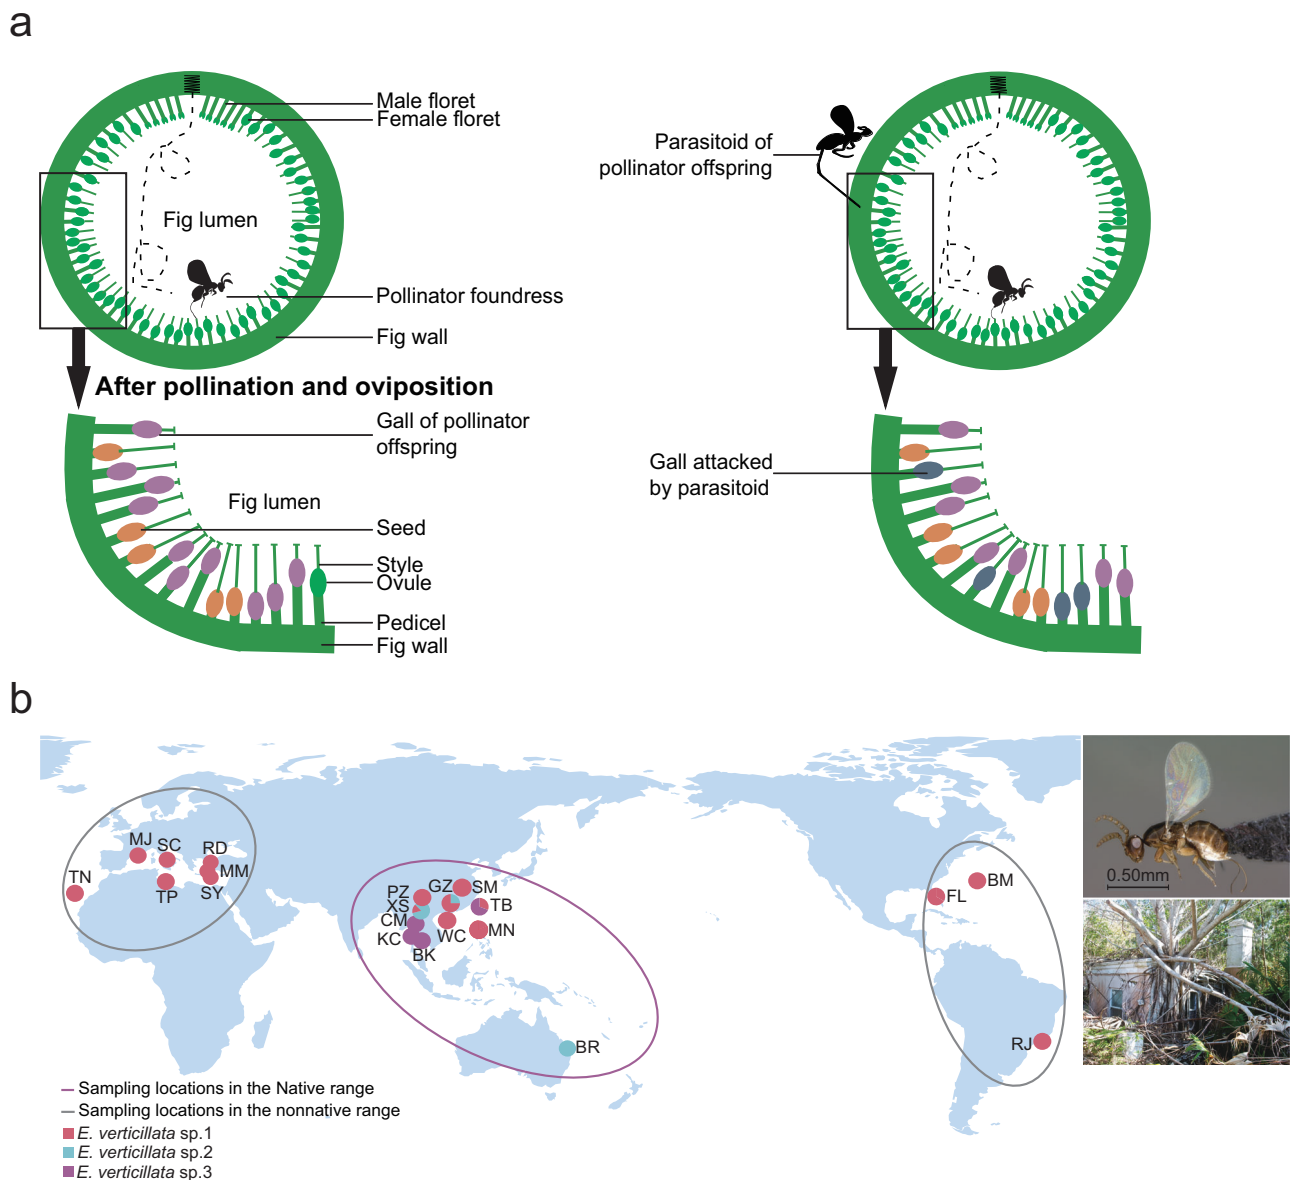 a
Male floret
Female floret
Fig lumen
Pollinator foundress
Fig wall
After pollination and oviposition
Gall of pollinator
offspring
Fig lumen
Seed
Style
Ovule
Pedicel
Fig wall
Parasitoid of
pollinator offspring
Gall attacked
by parasitoid
b
MJ
SC
RD
MM
TN
TP
SY
PZ
GZ
SM
XS
TB
CM
WC
MN
KC
BK
BR
BM
FL
RJ
0.50mm
Sampling locations in the Native range
Sampling locations in the nonnative range
E. verticillata sp.1
E. verticillata sp.2
E. verticillata sp.3